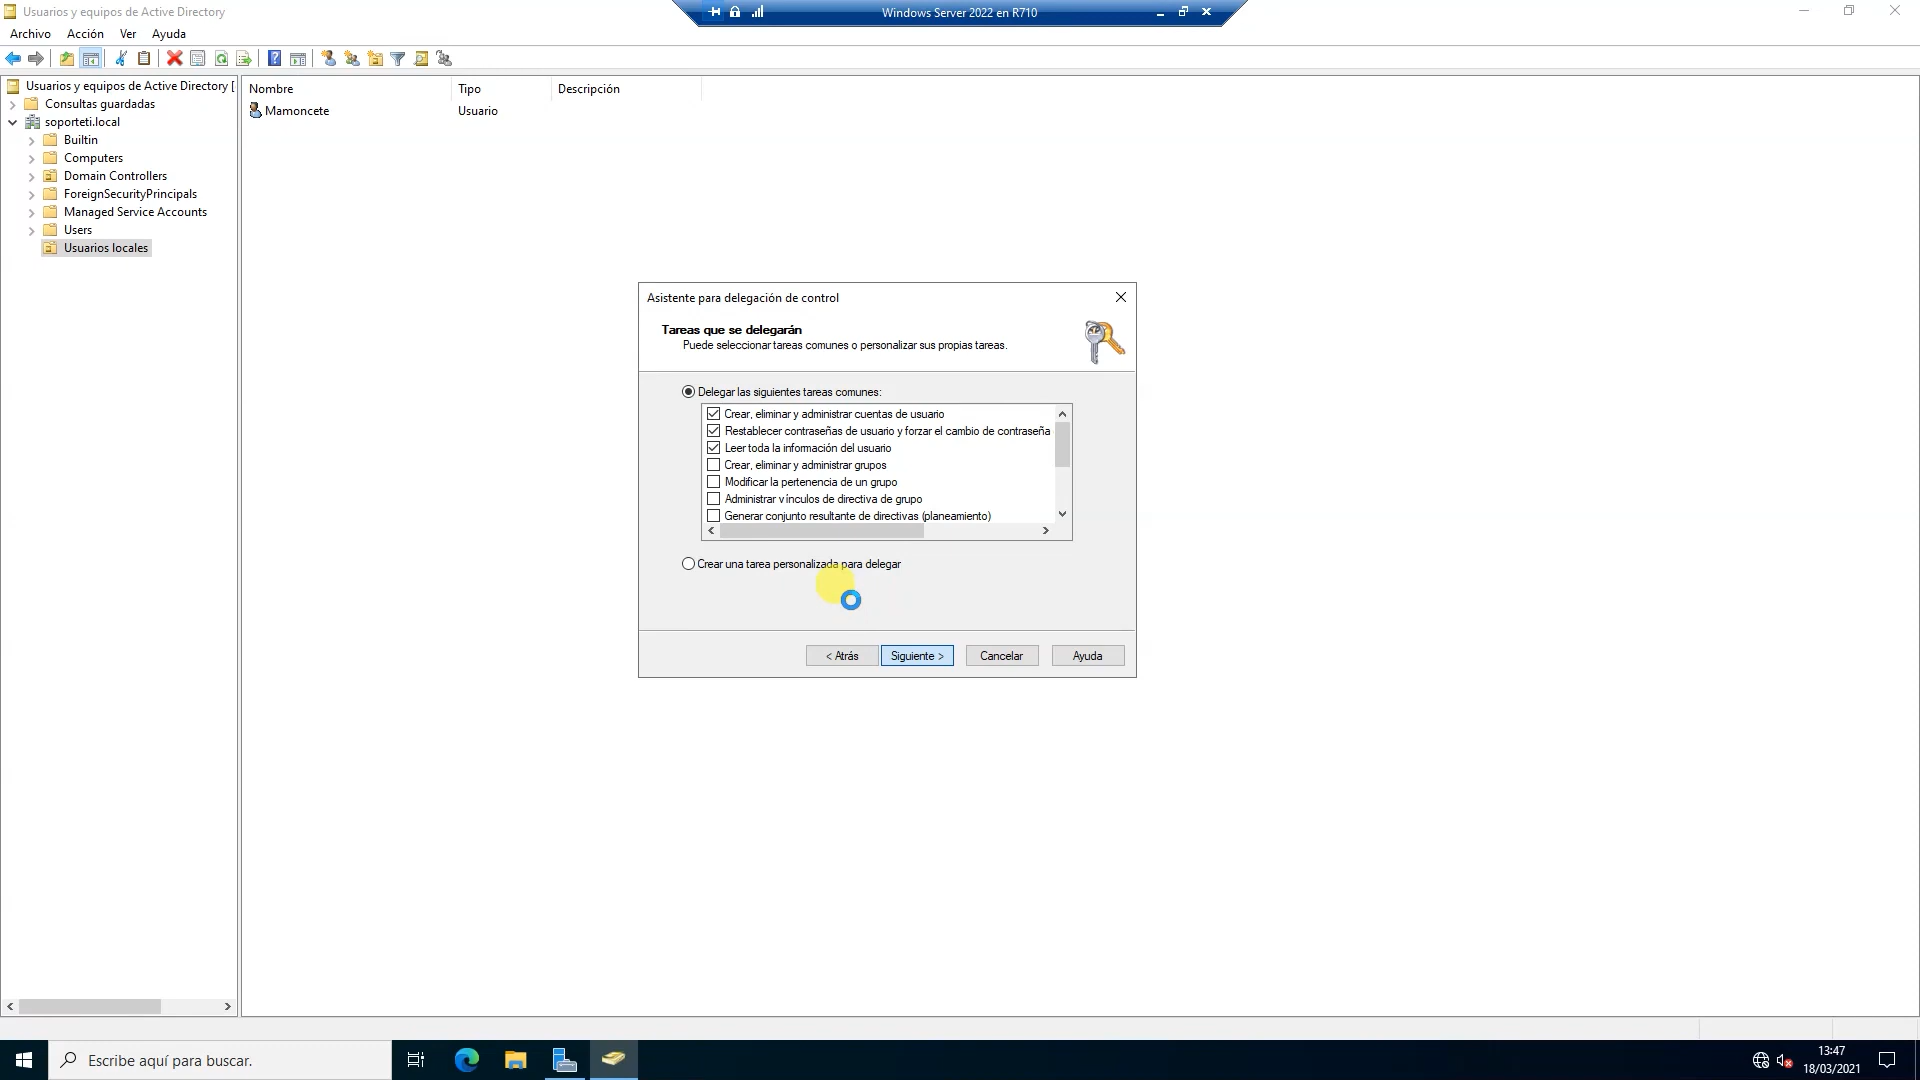 Usuarios y equipos de Active Directory
Windows Server 2022 en R710
Archivo Acción Ver Ayuda
Usuarios y equipos de Active Directory [
Consultas guardadas
soporteti.local
Builtin
Computers
Domain Controllers
ForeignSecurityPrincipals
Managed Service Accounts
Users
Usuarios locales
Nombre Tipo Descripción
Mamoncete Usuario
Asistente para delegación de control
Tareas que se delegarán
Puede seleccionar tareas comunes o personalizar sus propias tareas.
Delegar las siguientes tareas comunes:
Crear, eliminar y administrar cuentas de usuario
Restablecer contraseñas de usuario y forzar el cambio de contraseña
Leer toda la información del usuario
Crear, eliminar y administrar grupos
Modificar la pertenencia de un grupo
Administrar vínculos de directiva de grupo
Generar conjunto resultante de directivas (planeamiento)
Crear una tarea personalizada para delegar
< Atrás Siguiente > Cancelar Ayuda
Escribe aquí para buscar.
13:47
18/03/2021